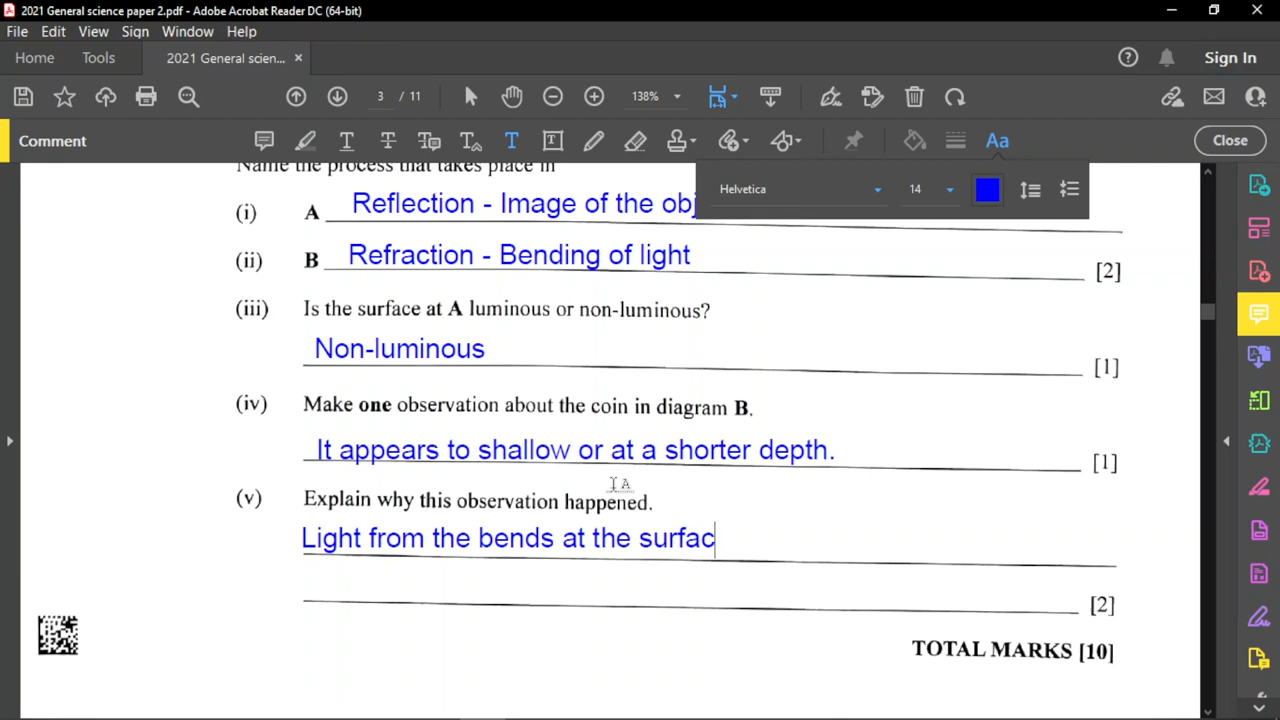 2021 General science paper 2.pdf - Adobe Acrobat Reader DC (64-bit)
File Edit View Sign Window Help
Home Tools 2021 General scien... × Sign In
3 / 11 138%
Comment Close
Helvetica 14
Name the process that takes place in
(i) A Reflection - Image of the obj
(ii) B Refraction - Bending of light [2]
(iii) Is the surface at A luminous or non-luminous?
Non-luminous [1]
(iv) Make one observation about the coin in diagram B.
It appears to shallow or at a shorter depth. [1]
(v) Explain why this observation happened.
Light from the bends at the surfac
[2]
TOTAL MARKS [10]